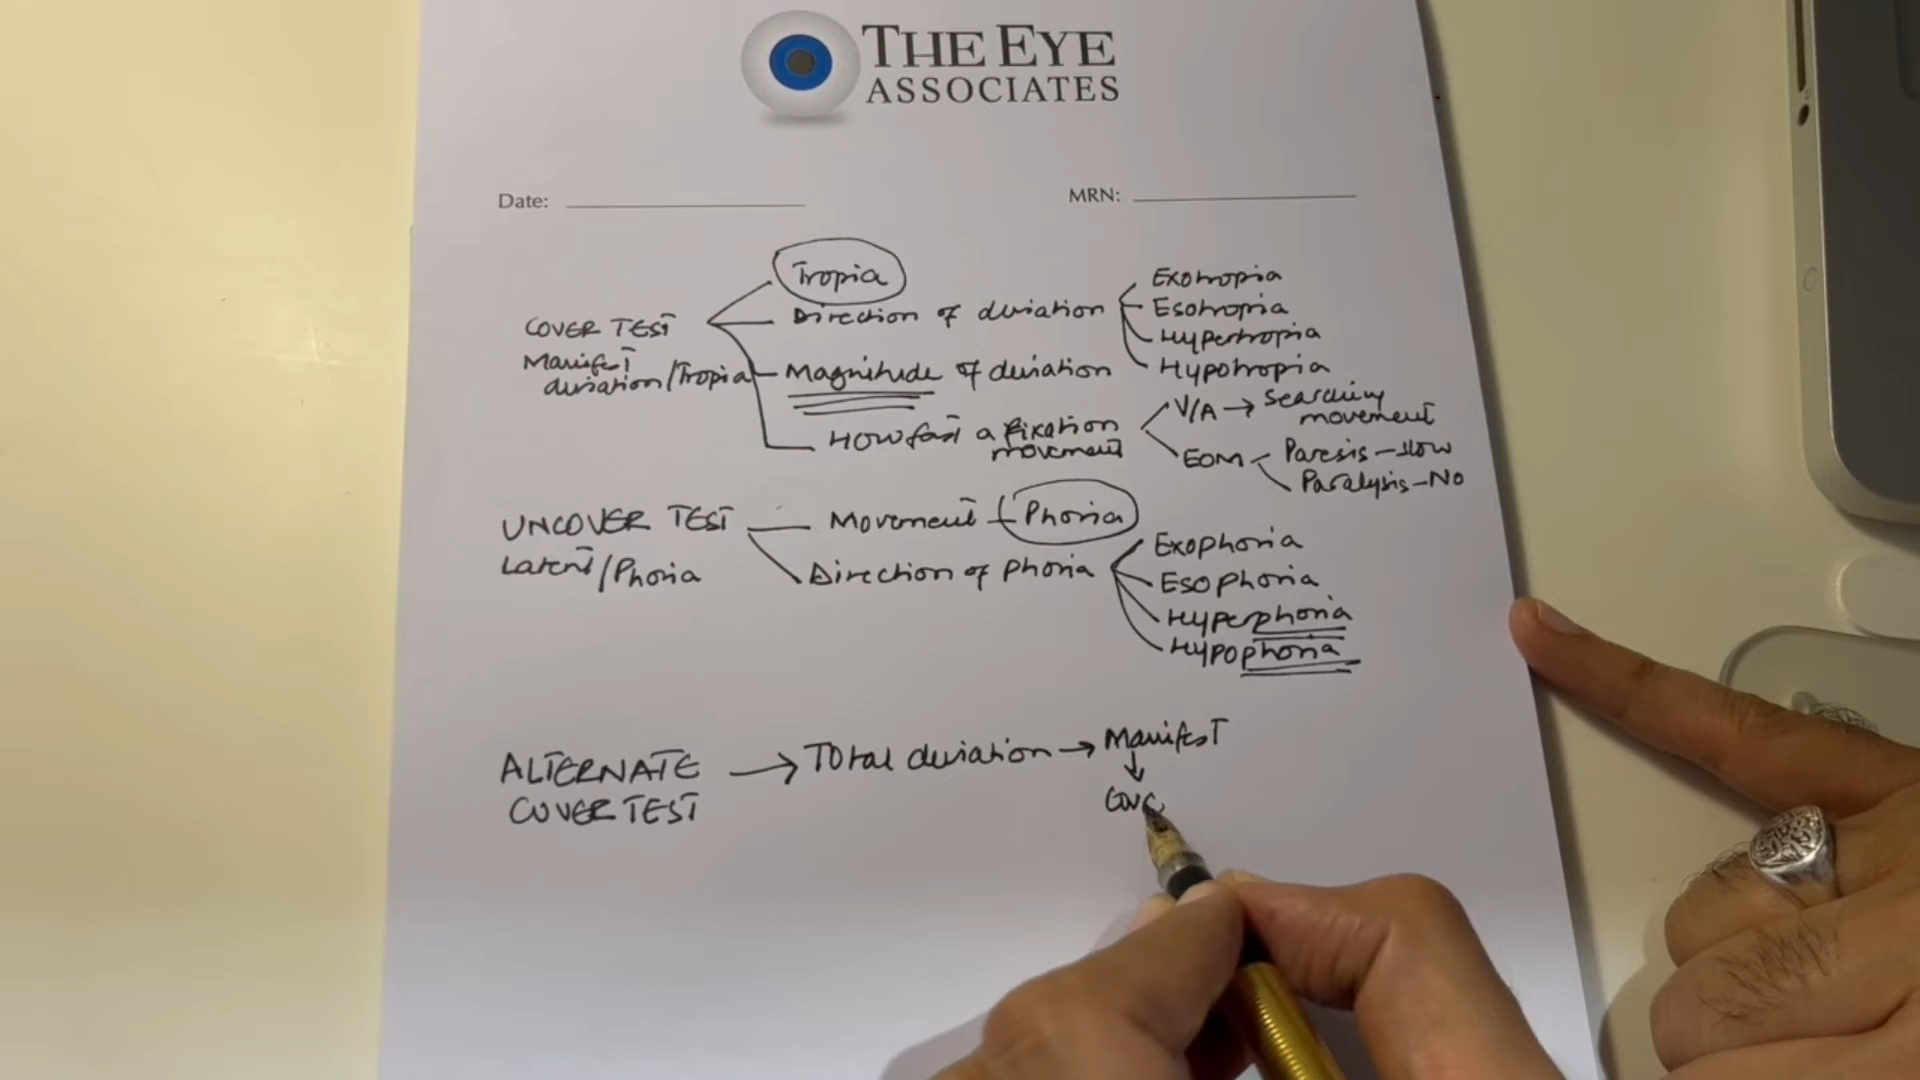 THE EYE
ASSOCIATES
Date:
MRN:
Tropia
COVER TEST
Manifest
deviation/Tropia
Direction of deviation
Exotropia
Esotropia
Hypertropia
Hypotropia
Magnitude of deviation
How fast a fixation
movement
V/A → Searching
movement
EOM
Paresis - slow
Paralysis - No
UNCOVER TEST
Latent/Phoria
Movement - Phoria
Direction of phoria
Exophoria
Esophoria
Hyperphoria
Hypophoria
ALTERNATE
COVER TEST
→ Total deviation → Manifest
↓